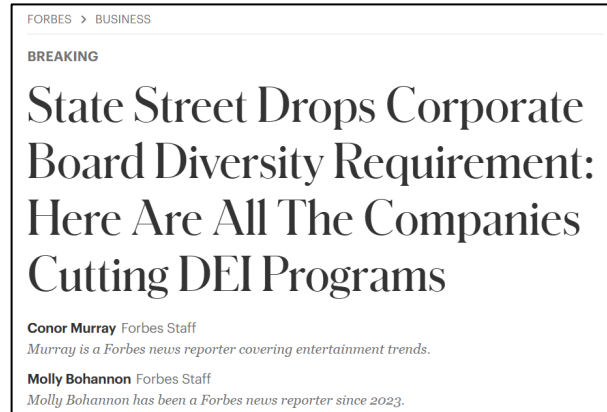 FORBES > BUSINESS
BREAKING
State Street Drops Corporate
Board Diversity Requirement:
Here Are All The Companies
Cutting DEI Programs
Conor Murray Forbes Staff
Murray is a Forbes news reporter covering entertainment trends.
Molly Bohannon Forbes Staff
Molly Bohannon has been a Forbes news reporter since 2023.